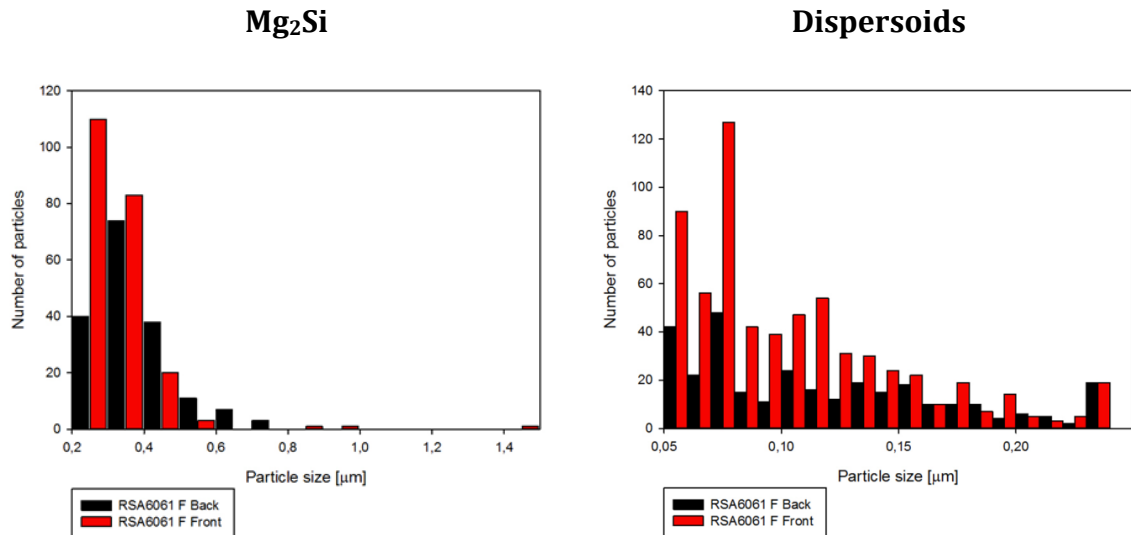 Mg₂Si
120
100
80
60
40
20
0
Number of particles
0,2
0,4
0,6
0,8
1,0
1,2
1,4
Particle size [μm]
RSA6061 F Back
RSA6061 F Front
Dispersoids
140
120
100
80
60
40
20
0
Number of particles
0,05
0,10
0,15
0,20
Particle size [μm]
RSA6061 F Back
RSA6061 F Front